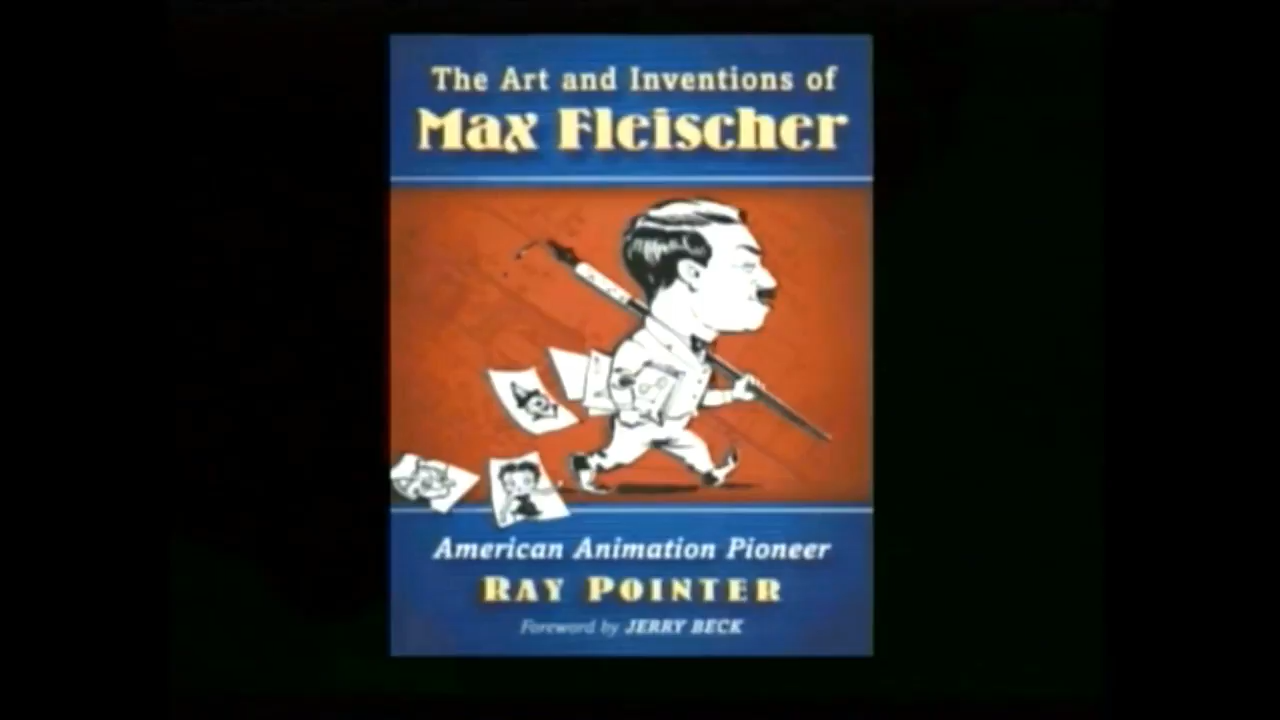 The Art and Inventions of
Max Fleischer
American Animation Pioneer
RAY POINTER
Foreword by JERRY BECK